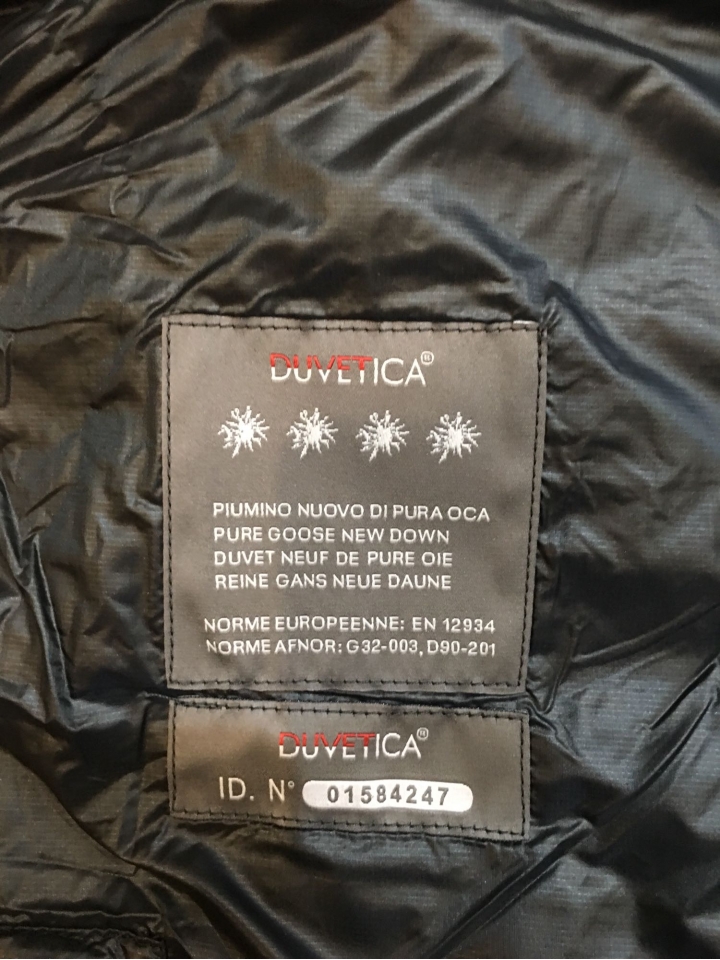 DUVETICA®
PIUMINO NUOVO DI PURA OCA
PURE GOOSE NEW DOWN
DUVET NEUF DE PURE OIE
REINE GANS NEUE DAUNE
NORME EUROPEENNE: EN 12934
NORME AFNOR: G32-003, D90-201
DUVETICA®
ID. N° 01584247